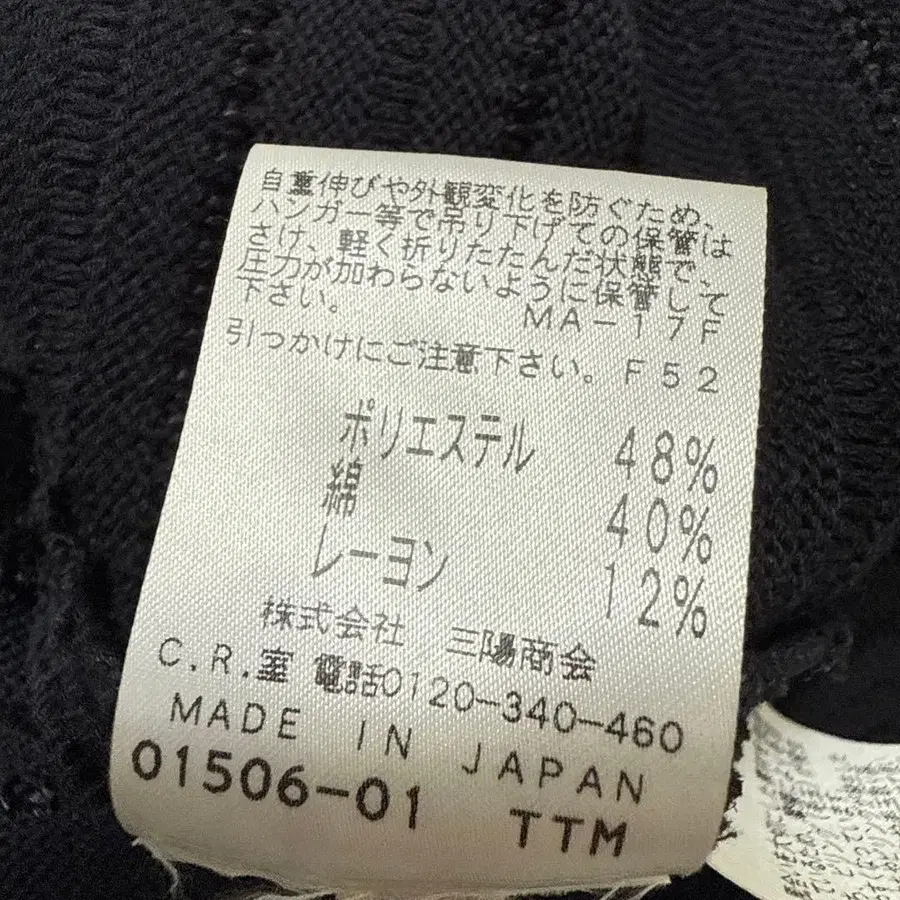 自重伸びや外観変化を防ぐため、
ハンガー等で吊り下げての保管は
さけ、軽く折りたたんだ状態で、
圧力が加わらないように保管して
下さい。 MA-17F
引っかけにご注意下さい。F52
ポリエステル 48%
綿 40%
レーヨン 12%
株式会社 三陽商会
C.R.室 電話0120-340-460
MADE IN JAPAN
01506-01 TTM